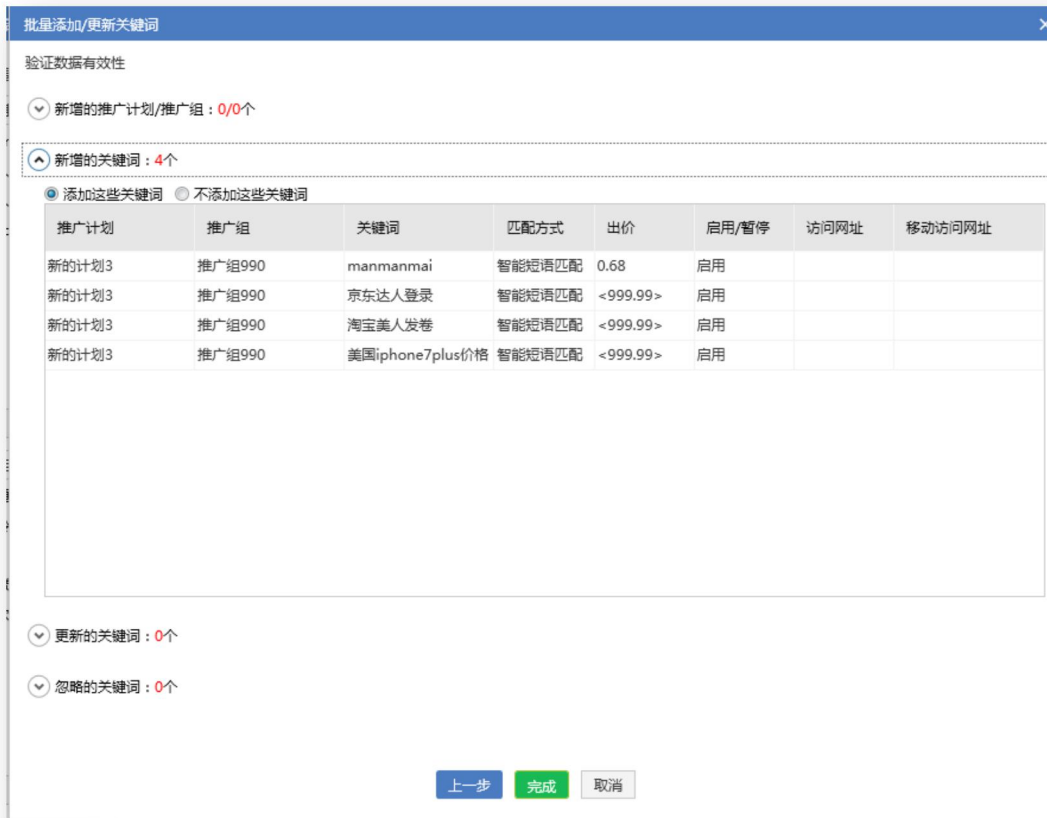 批量添加/更新关键词
验证数据有效性
新增的推广计划/推广组：0/0个
新增的关键词：4个
添加这些关键词 不添加这些关键词
推广计划 推广组 关键词 匹配方式 出价 启用/暂停 访问网址 移动访问网址
新的计划3 推广组990 manmanmai 智能短语匹配 0.68 启用
新的计划3 推广组990 京东达人登录 智能短语匹配 <999.99> 启用
新的计划3 推广组990 淘宝美人发卷 智能短语匹配 <999.99> 启用
新的计划3 推广组990 美国iphone7plus价格 智能短语匹配 <999.99> 启用
更新的关键词：0个
忽略的关键词：0个
上一步 完成 取消